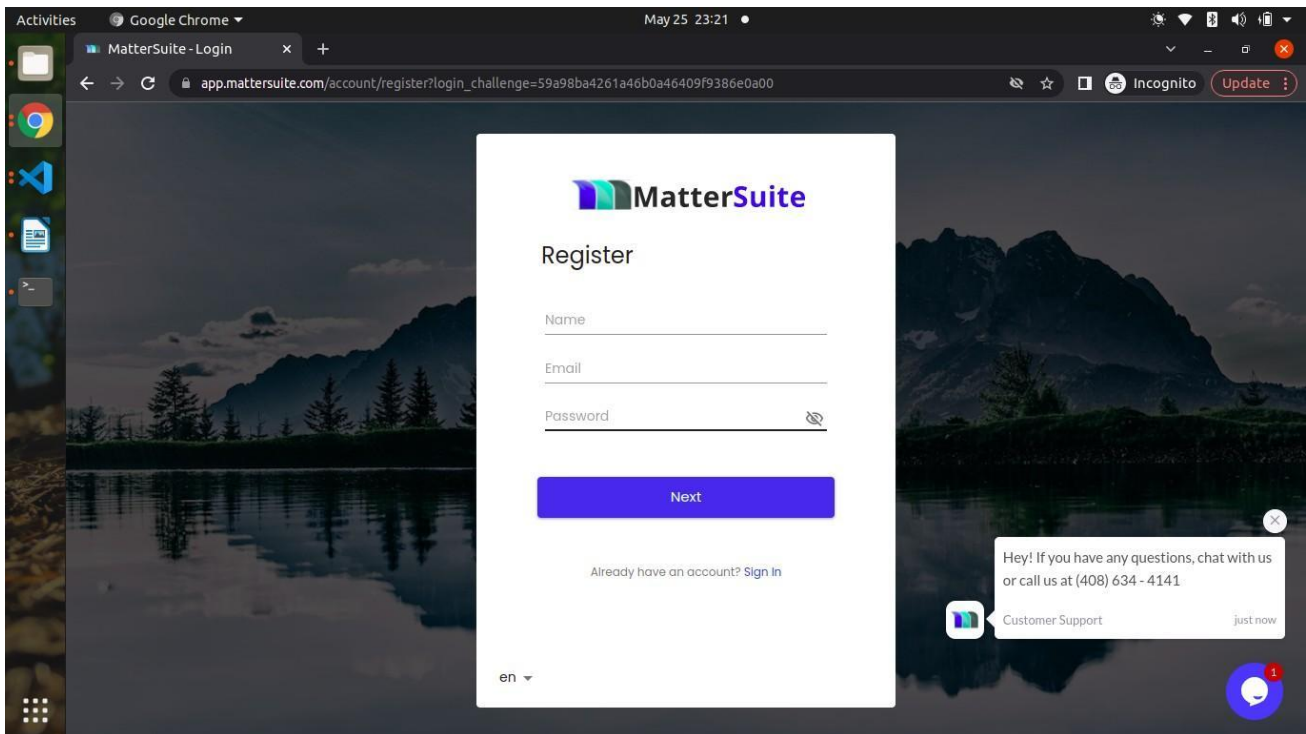 Activities
Google Chrome
May 25 23:21
MatterSuite - Login
app.mattersuite.com/account/register?login_challenge=59a98ba4261a46b0a46409f9386e0a00
Incognito
Update
MatterSuite
Register
Name
Email
Password
Next
Already have an account? Sign In
en
Hey! If you have any questions, chat with us
or call us at (408) 634 - 4141
Customer Support
just now
1